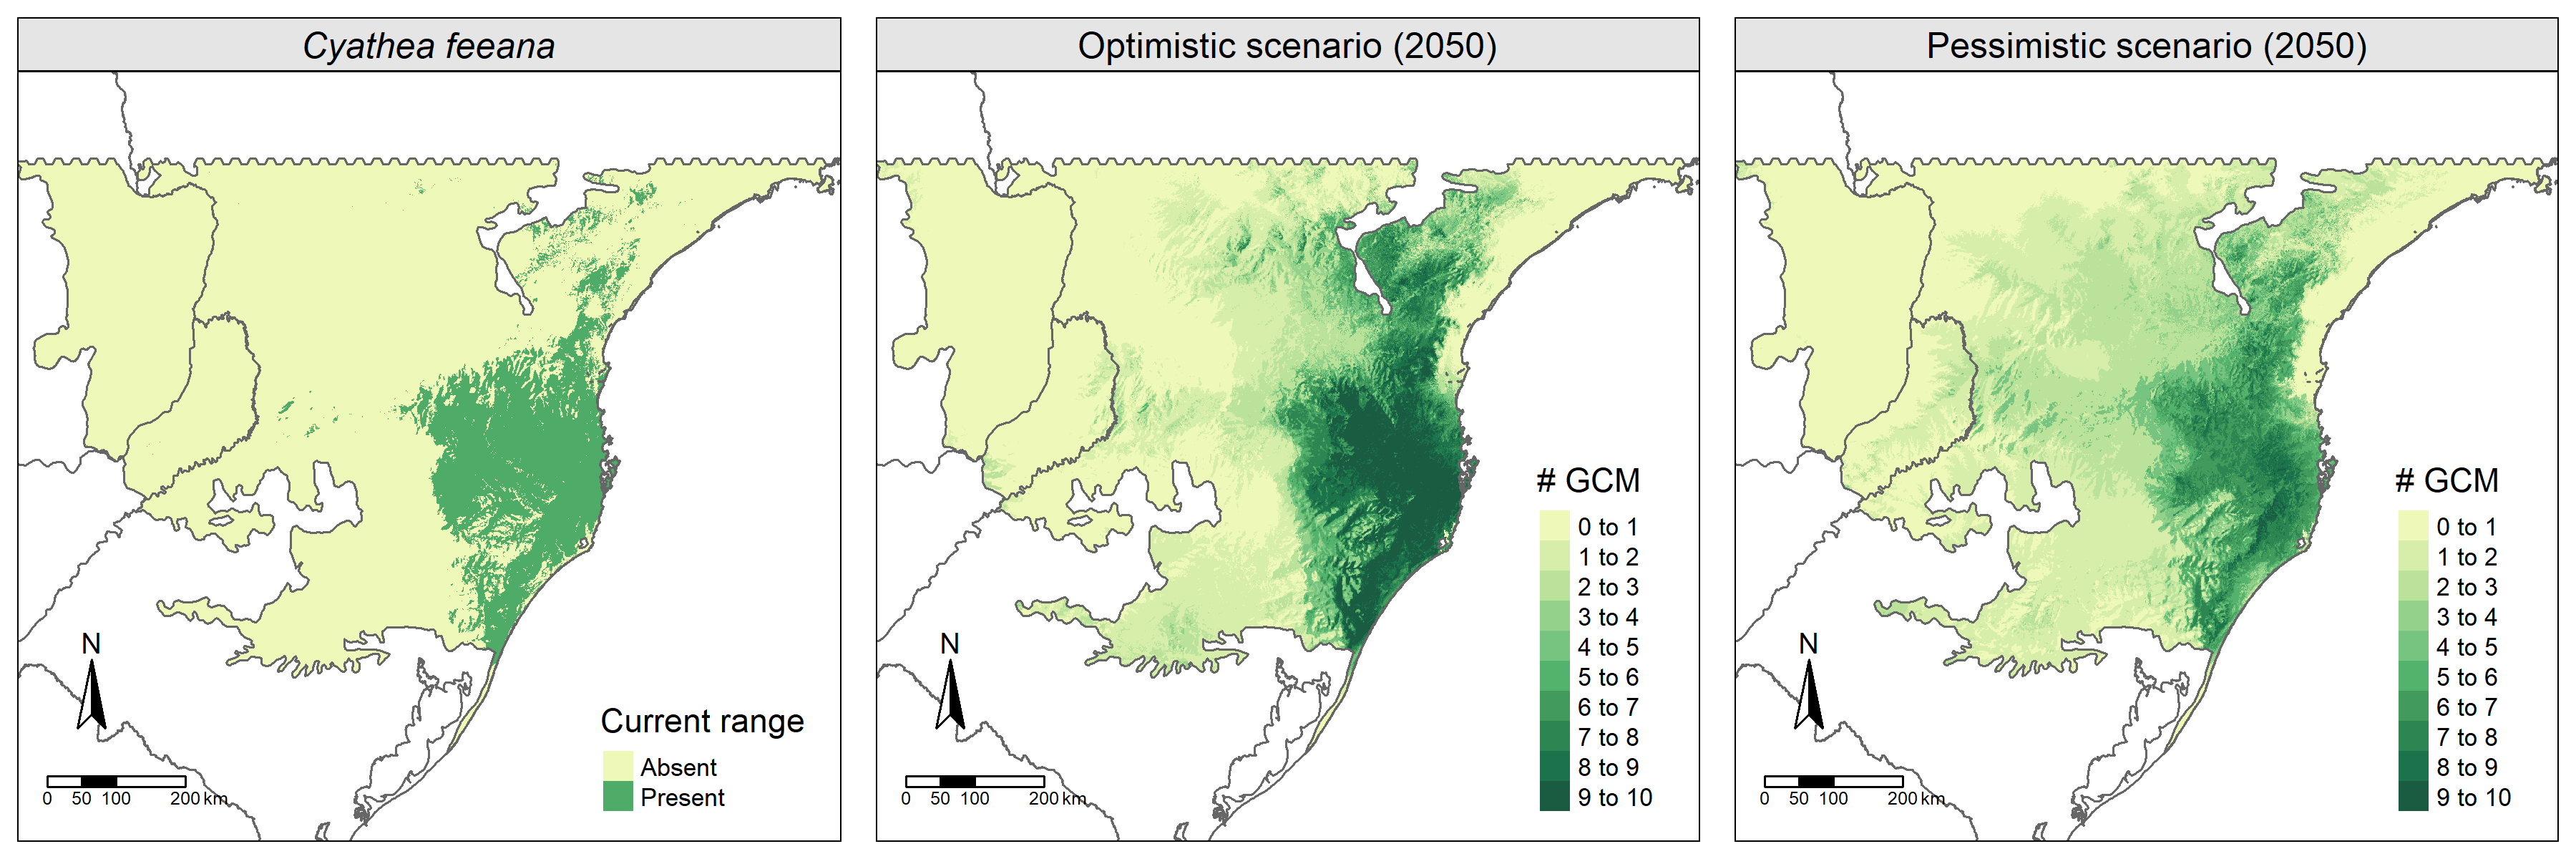 Cyathea feeana
N
Current range
Absent
Present
0 50 100 200 km
Optimistic scenario (2050)
# GCM
0 to 1
1 to 2
2 to 3
3 to 4
4 to 5
5 to 6
6 to 7
7 to 8
8 to 9
9 to 10
N
0 50 100 200 km
Pessimistic scenario (2050)
# GCM
0 to 1
1 to 2
2 to 3
3 to 4
4 to 5
5 to 6
6 to 7
7 to 8
8 to 9
9 to 10
N
0 50 100 200 km